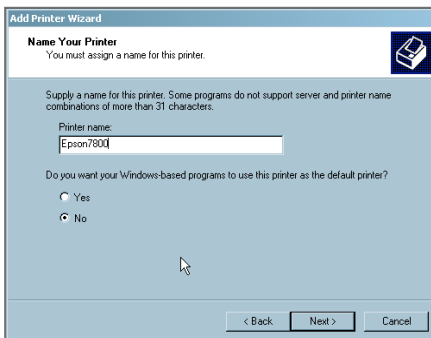 Add Printer Wizard
Name Your Printer
You must assign a name for this printer.
Supply a name for this printer. Some programs do not support server and printer name
combinations of more than 31 characters.
Printer name:
Epson7800
Do you want your Windows-based programs to use this printer as the default printer?
Yes
No
< Back
Next >
Cancel